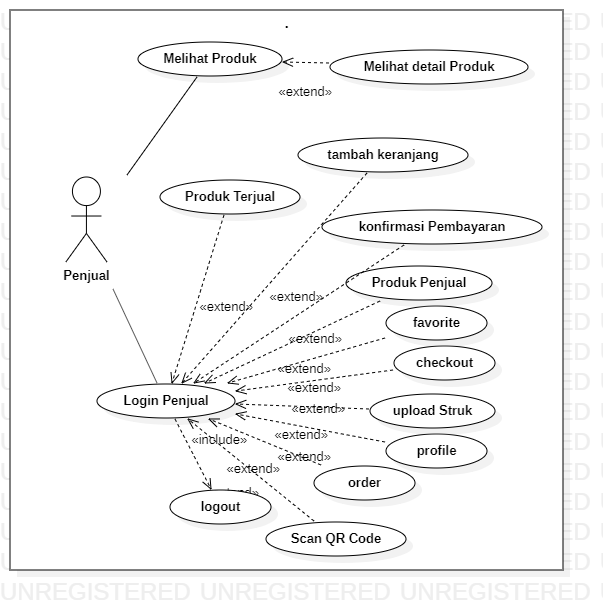 Melihat Produk
Melihat detail Produk
«extend»
tambah keranjang
Produk Terjual
konfirmasi Pembayaran
Penjual
Produk Penjual
«extend»
«extend»
favorite
«extend»
checkout
«extend»
«extend»
Login Penjual
«extend»
upload Struk
«extend»
«include»
profile
«extend»
«extend»
order
logout
Scan QR Code
UNREGISTERED UNREGISTERED UNREGISTERED